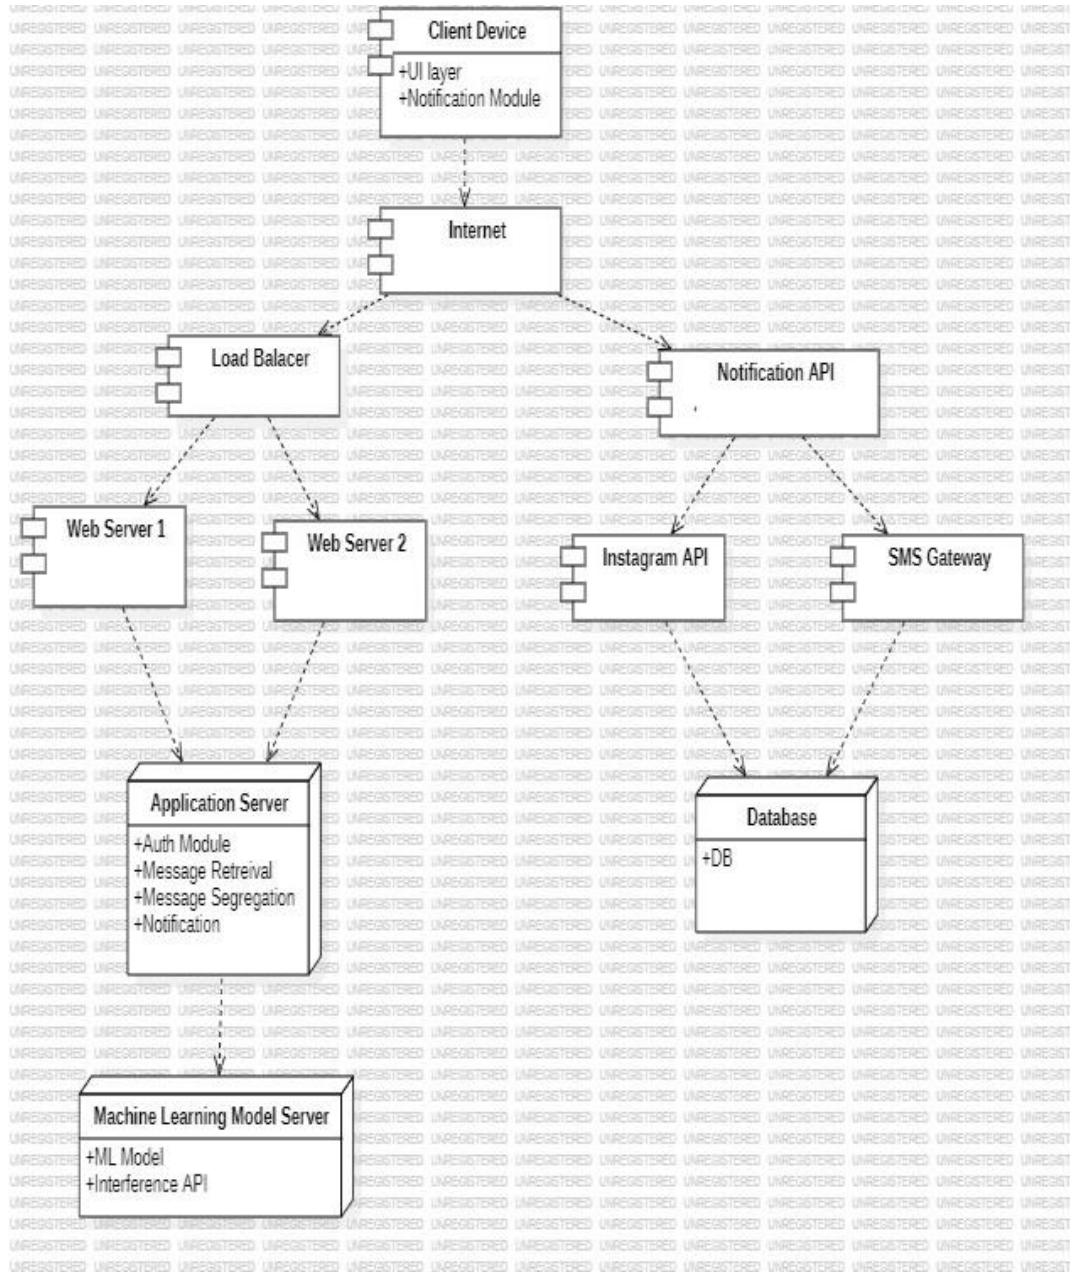 Client Device
+UI layer
+Notification Module
Internet
Load Balacer
Notification API
Web Server 1
Web Server 2
Instagram API
SMS Gateway
Application Server
+Auth Module
+Message Retreival
+Message Segregation
+Notification
Database
+DB
Machine Learning Model Server
+ML Model
+Interference API
UNREGISTERED